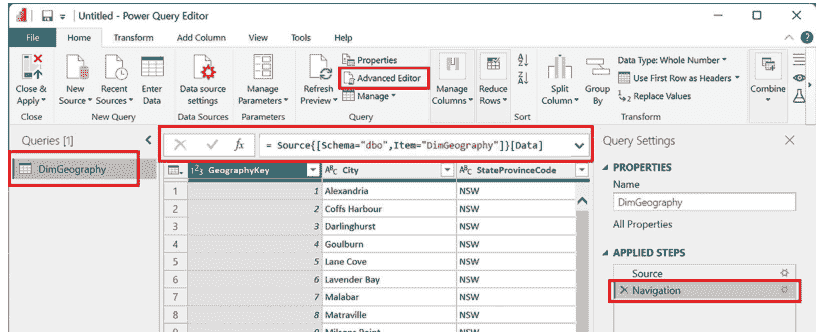 Untitled - Power Query Editor
File Home Transform Add Column View Tools Help
Close & Apply
New Source
Recent Sources
Enter Data
Data source settings
Manage Parameters
Refresh Preview
Properties
Advanced Editor
Manage
Manage Columns
Reduce Rows
Split Column
Group By
Data Type: Whole Number
Use First Row as Headers
Replace Values
Combine
Close New Query Data Sources Parameters Query Sort Transform
Queries [1]
fx = Source{[Schema="dbo",Item="DimGeography"]}[Data]
Query Settings
DimGeography
1²3 GeographyKey ABC City ABC StateProvinceCode
1 1 Alexandria NSW
2 2 Coffs Harbour NSW
3 3 Darlinghurst NSW
4 4 Goulburn NSW
5 5 Lane Cove NSW
6 6 Lavender Bay NSW
7 7 Malabar NSW
8 8 Matraville NSW
PROPERTIES
Name
DimGeography
All Properties
APPLIED STEPS
Source
Navigation